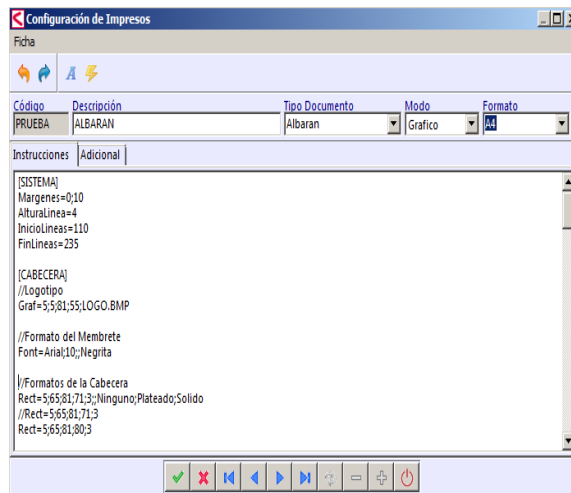 Configuración de Impresos
Ficha
A
Código Descripción Tipo Documento Modo Formato
PRUEBA ALBARAN Albaran Grafico A4
Instrucciones Adicional
[SISTEMA]
Margenes=0;10
AlturaLinea=4
InicioLineas=110
FinLineas=235
[CABECERA]
//Logotipo
Graf=5;5;81;55;LOGO.BMP
//Formato del Membrete
Font=Arial;10;;Negrita
//Formatos de la Cabecera
Rect=5;65;81;71;3;;Ninguno;Plateado;Solido
//Rect=5;65;81;71;3
Rect=5;65;81;80;3